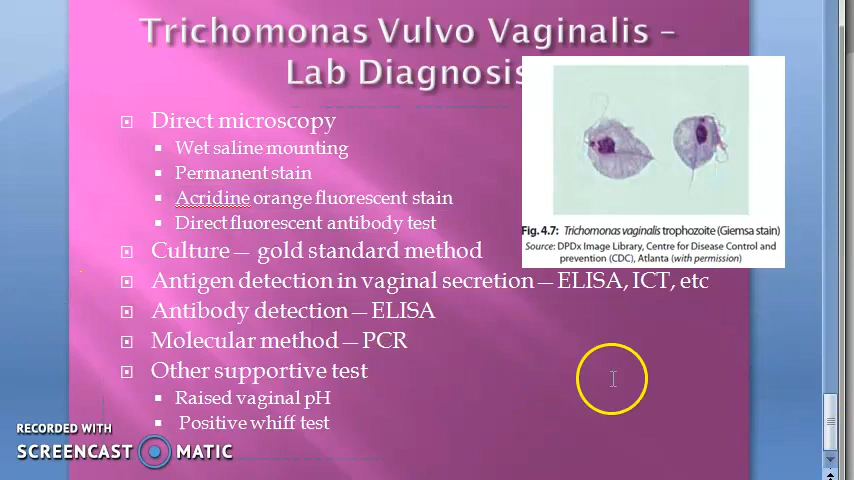 Trichomonas Vulvo Vaginalis –
Lab Diagnosis
Direct microscopy
Wet saline mounting
Permanent stain
Acridine orange fluorescent stain
Direct fluorescent antibody test
Culture — gold standard method
Antigen detection in vaginal secretion — ELISA, ICT, etc
Antibody detection — ELISA
Molecular method — PCR
Other supportive test
Raised vaginal pH
Positive whiff test
Fig. 4.7: Trichomonas vaginalis trophozoite (Giemsa stain)
Source: DPDx Image Library, Centre for Disease Control and
prevention (CDC), Atlanta (with permission)
RECORDED WITH
SCREENCAST MATIC